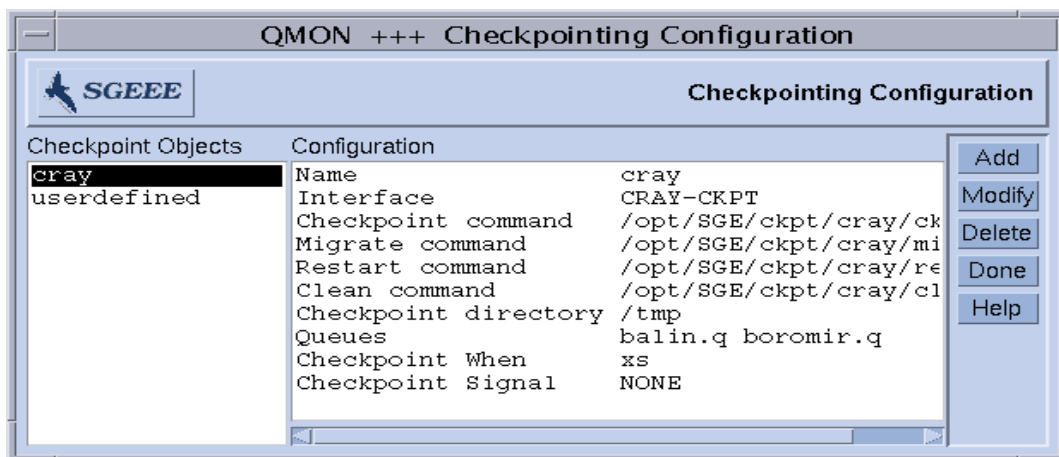 QMON +++ Checkpointing Configuration
SGEEE
Checkpointing Configuration
Checkpoint Objects
cray
userdefined
Configuration
Name cray
Interface CRAY-CKPT
Checkpoint command /opt/SGE/ckpt/cray/ck
Migrate command /opt/SGE/ckpt/cray/mi
Restart command /opt/SGE/ckpt/cray/re
Clean command /opt/SGE/ckpt/cray/cl
Checkpoint directory /tmp
Queues balin.q boromir.q
Checkpoint When xs
Checkpoint Signal NONE
Add
Modify
Delete
Done
Help